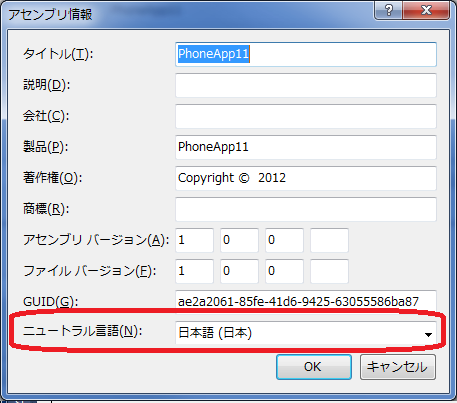 アセンブリ情報
タイトル(T): PhoneApp11
説明(D):
会社(C):
製品(P): PhoneApp11
著作権(O): Copyright © 2012
商標(R):
アセンブリ バージョン(A): 1 0 0
ファイル バージョン(F): 1 0 0
GUID(G): ae2a2061-85fe-41d6-9425-63055586ba87
ニュートラル言語(N): 日本語 (日本)
OK キャンセル